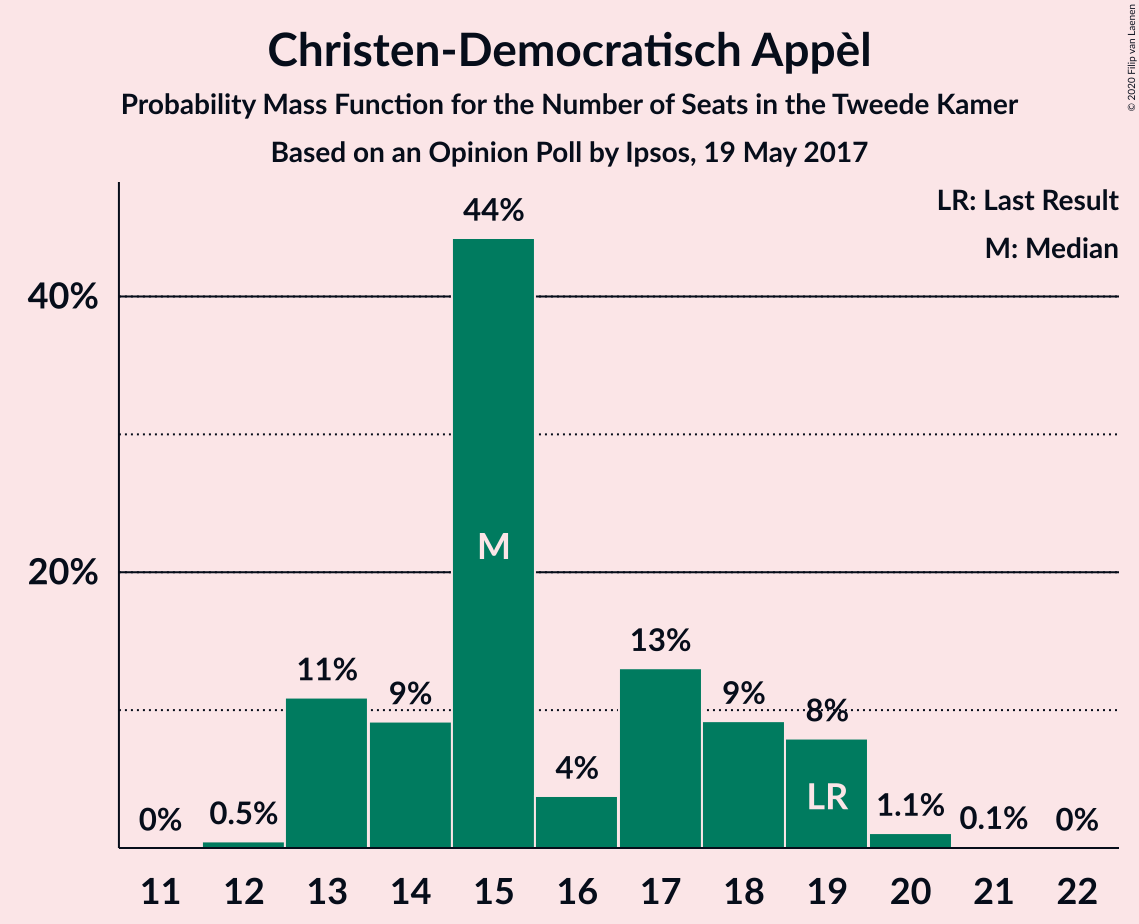 Christen-Democratisch Appèl
Probability Mass Function for the Number of Seats in the Tweede Kamer
Based on an Opinion Poll by Ipsos, 19 May 2017
© 2020 Filip van Laenen
LR: Last Result
M: Median
40%
20%
0%
0.5%
11%
9%
44%
4%
13%
9%
8%
1.1%
0.1%
0%
M
LR
11 12 13 14 15 16 17 18 19 20 21 22